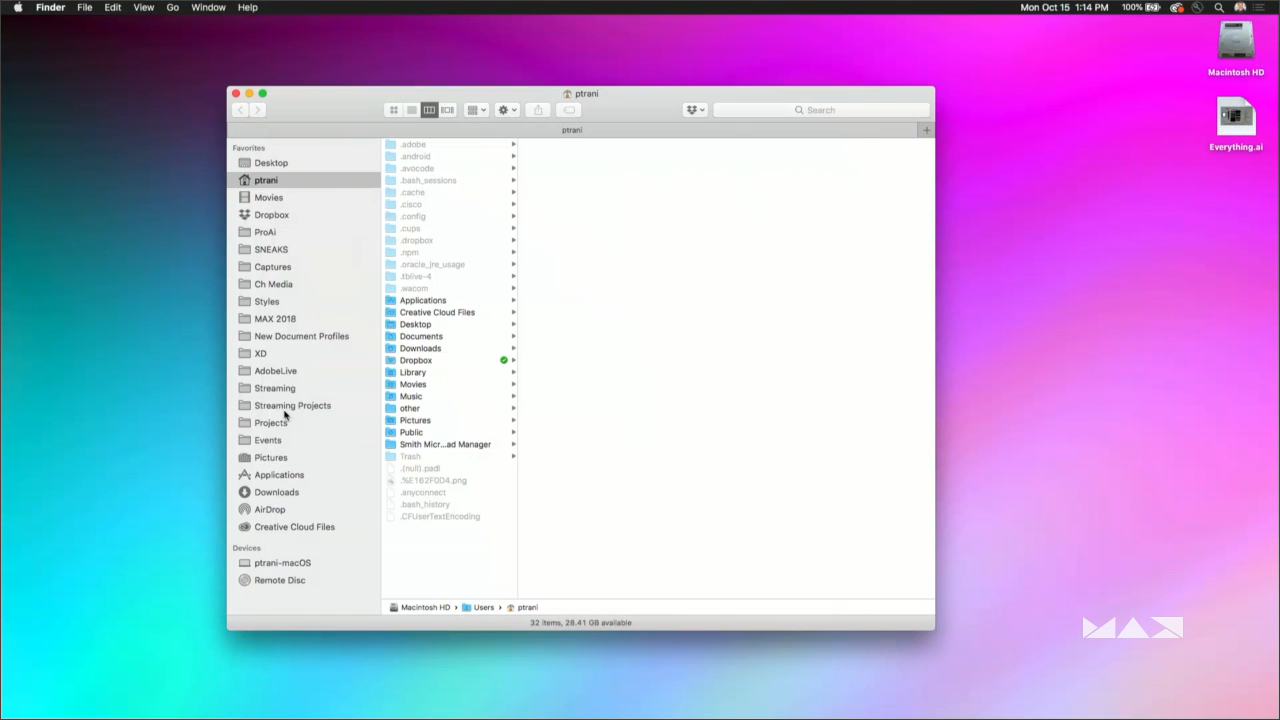 Finder File Edit View Go Window Help
Mon Oct 15 1:14 PM 100%
Macintosh HD
Everything.ai
ptrani
Search
ptrani
Favorites
Desktop
ptrani
Movies
Dropbox
ProAi
SNEAKS
Captures
Ch Media
Styles
MAX 2018
New Document Profiles
XD
AdobeLive
Streaming
Streaming Projects
Projects
Events
Pictures
Applications
Downloads
AirDrop
Creative Cloud Files
Devices
ptrani-macOS
Remote Disc
.adobe
.android
.avocode
.bash_sessions
.cache
.cisco
.config
.cups
.dropbox
.npm
.oracle_jre_usage
.tblive-4
.wacom
Applications
Creative Cloud Files
Desktop
Documents
Downloads
Dropbox
Library
Movies
Music
other
Pictures
Public
Smith Micr...ad Manager
Trash
.(null).padl
.%E162F0D4.png
.anyconnect
.bash_history
.CFUserTextEncoding
Macintosh HD › Users › ptrani
32 items, 28.41 GB available
MAX